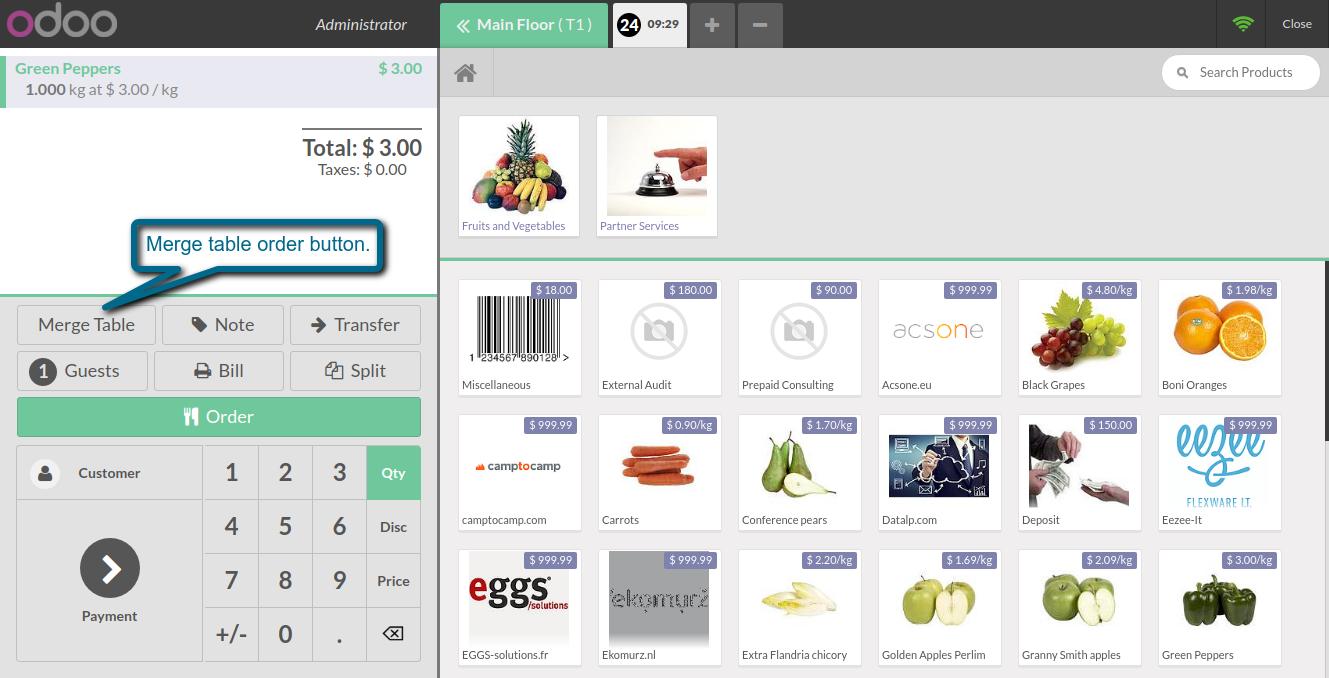 odoo
Administrator
Main Floor ( T1 )
24 09:29
+
−
Close
Green Peppers $ 3.00
1.000 kg at $ 3.00 / kg
Total: $ 3.00
Taxes: $ 0.00
Merge table order button.
Merge Table
Note
Transfer
1 Guests
Bill
Split
Order
Customer
Payment
1 2 3 Qty
4 5 6 Disc
7 8 9 Price
+/- 0 .
Search Products
Fruits and Vegetables
Partner Services
$ 18.00
1 234567 890128 >
Miscellaneous
$ 180.00
External Audit
$ 90.00
Prepaid Consulting
$ 999.99
acsone
Acsone.eu
$ 4.80/kg
Black Grapes
$ 1.98/kg
Boni Oranges
$ 999.99
camptocamp
camptocamp.com
$ 0.90/kg
Carrots
$ 1.70/kg
Conference pears
$ 999.99
Datalp.com
$ 150.00
Deposit
$ 999.99
eezee
FLEXWARE I.T.
Eezee-It
$ 999.99
eggs
/solutions
EGGS-solutions.fr
$ 999.99
ekomurz
Ekomurz.nl
$ 2.20/kg
Extra Flandria chicory
$ 1.69/kg
Golden Apples Perlim
$ 2.09/kg
Granny Smith apples
$ 3.00/kg
Green Peppers